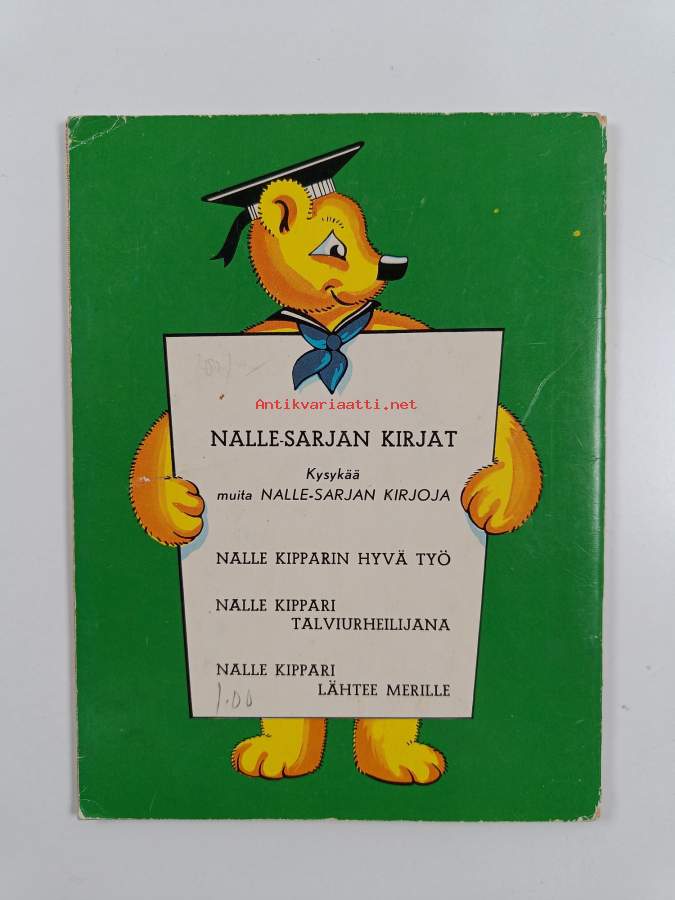 Antikvariaatti.net
NALLE-SARJAN KIRJAT
Kysykää
muita NALLE-SARJAN KIRJOJA
NALLE KIPPARIN HYVÄ TYÖ
NALLE KIPPARI
TALVIURHEILIJANA
NALLE KIPPARI
LÄHTEE MERILLE
1.00